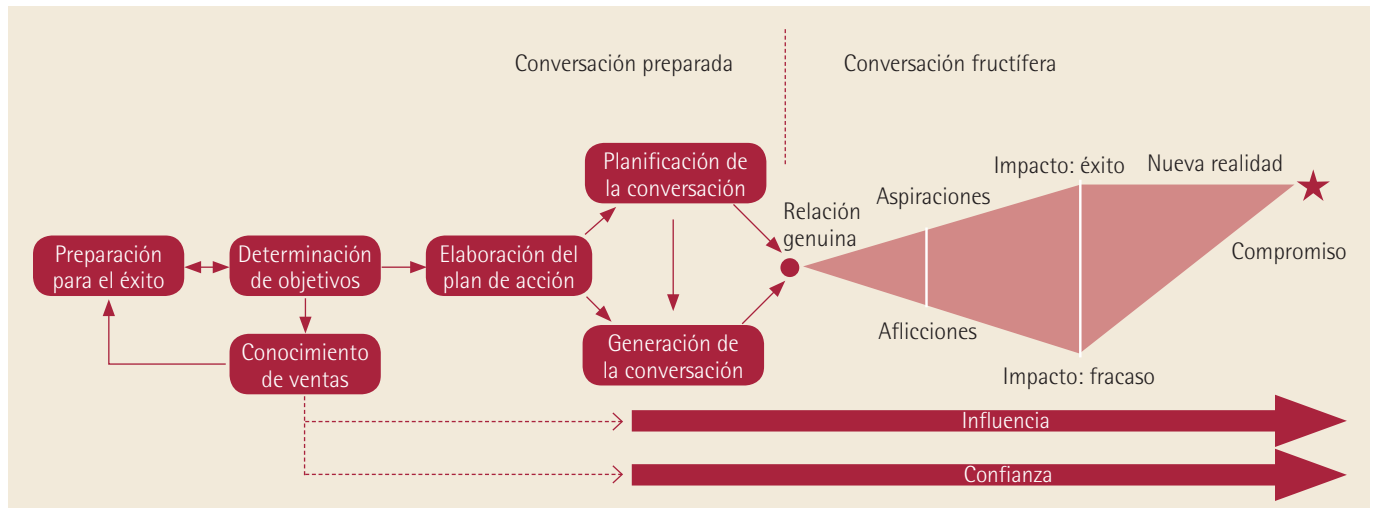 Conversación preparada
Conversación fructífera
Preparación
para el éxito
Determinación
de objetivos
Conocimiento
de ventas
Elaboración del
plan de acción
Planificación de
la conversación
Generación de
la conversación
Relación
genuina
Aspiraciones
Aflicciones
Impacto: éxito
Impacto: fracaso
Nueva realidad
Compromiso
Influencia
Confianza